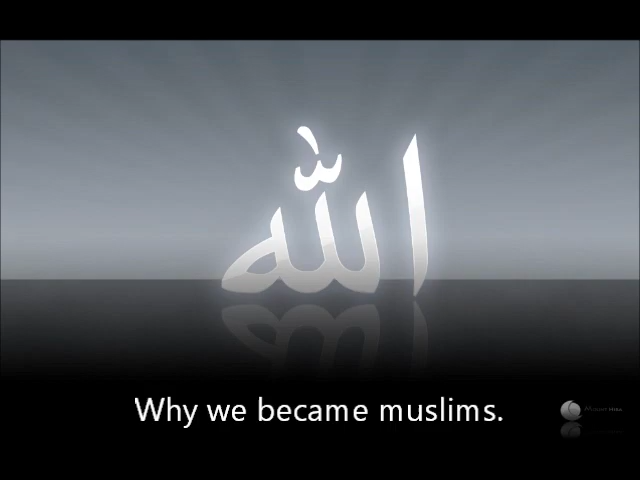 الله
Why we became muslims.